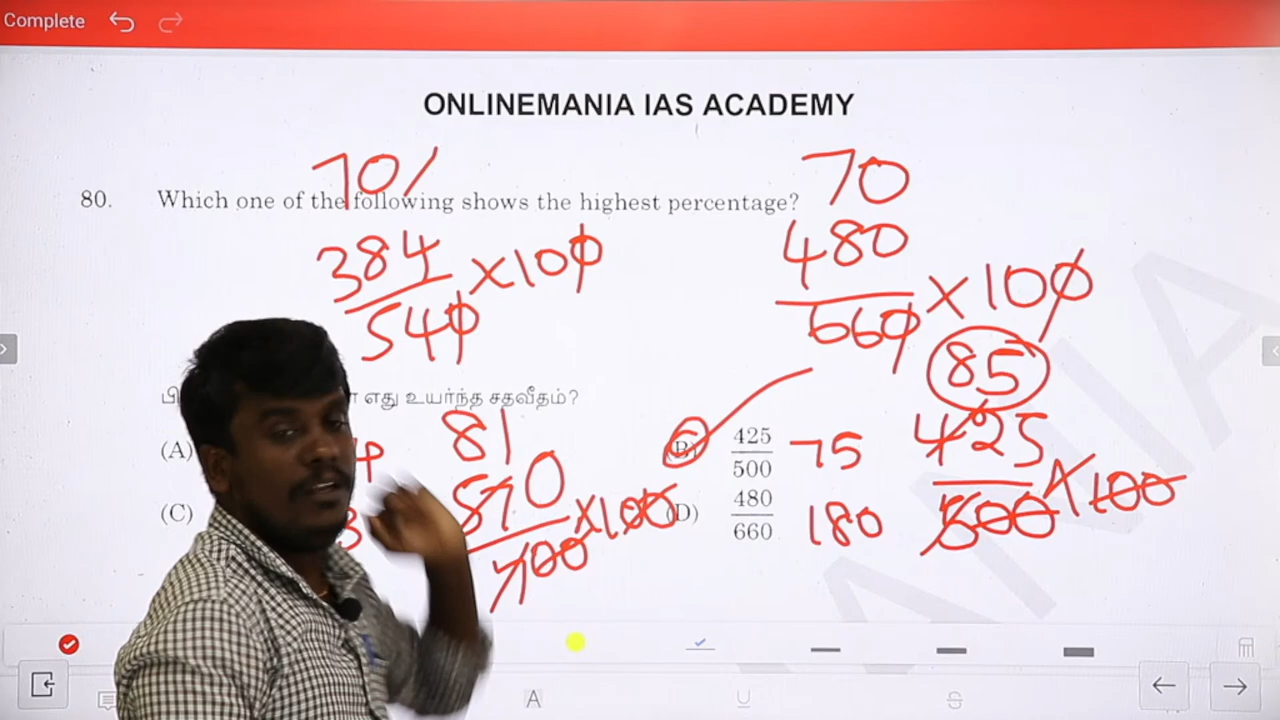 Complete
ONLINEMANIA IAS ACADEMY
70%
70
80. Which one of the following shows the highest percentage?
384
540
×100
480
660
×100
85
எது உயர்ந்த சதவீதம்?
(A)
81
570
700
×100
(B) 425
500
75
425
500
×100
(C)
(D) 480
660
180